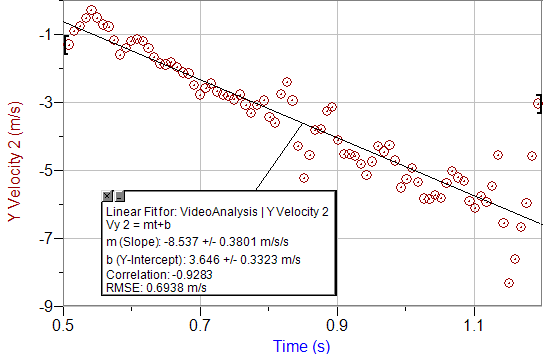 -1
-3
-5
-7
-9
Y Velocity 2 (m/s)
Linear Fit for: VideoAnalysis | Y Velocity 2
Vy 2 = mt+b
m (Slope): -8.537 +/- 0.3801 m/s/s
b (Y-Intercept): 3.646 +/- 0.3323 m/s
Correlation: -0.9283
RMSE: 0.6938 m/s
0.5 0.7 0.9 1.1
Time (s)